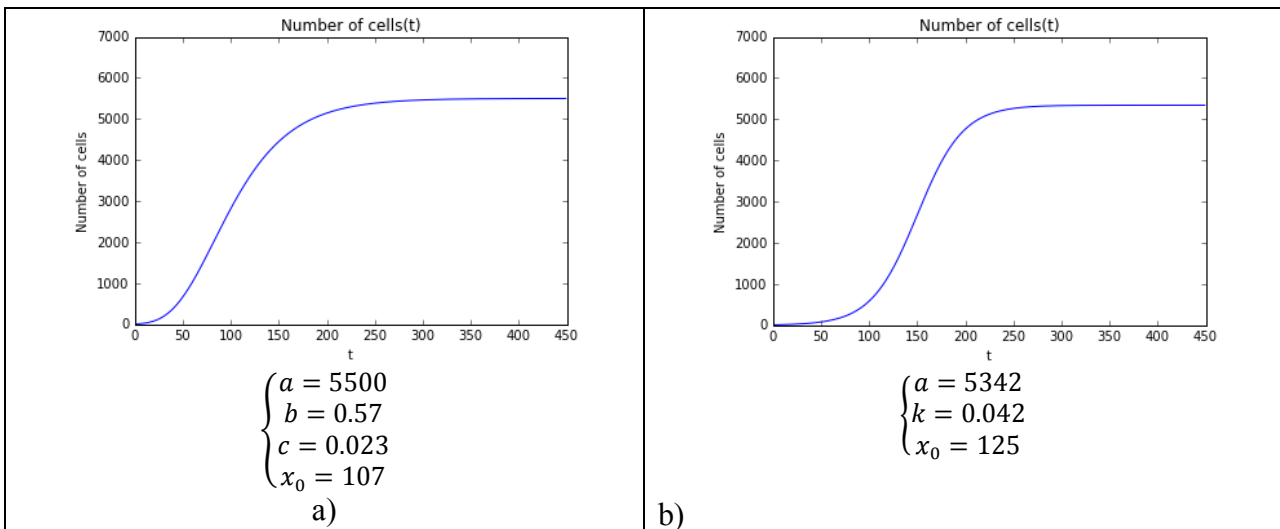 Number of cells(t)
7000
6000
5000
4000
3000
2000
1000
0
Number of cells
0 50 100 150 200 250 300 350 400 450
t
a = 5500
b = 0.57
c = 0.023
x₀ = 107
a)
Number of cells(t)
7000
6000
5000
4000
3000
2000
1000
0
Number of cells
0 50 100 150 200 250 300 350 400 450
t
a = 5342
k = 0.042
x₀ = 125
b)